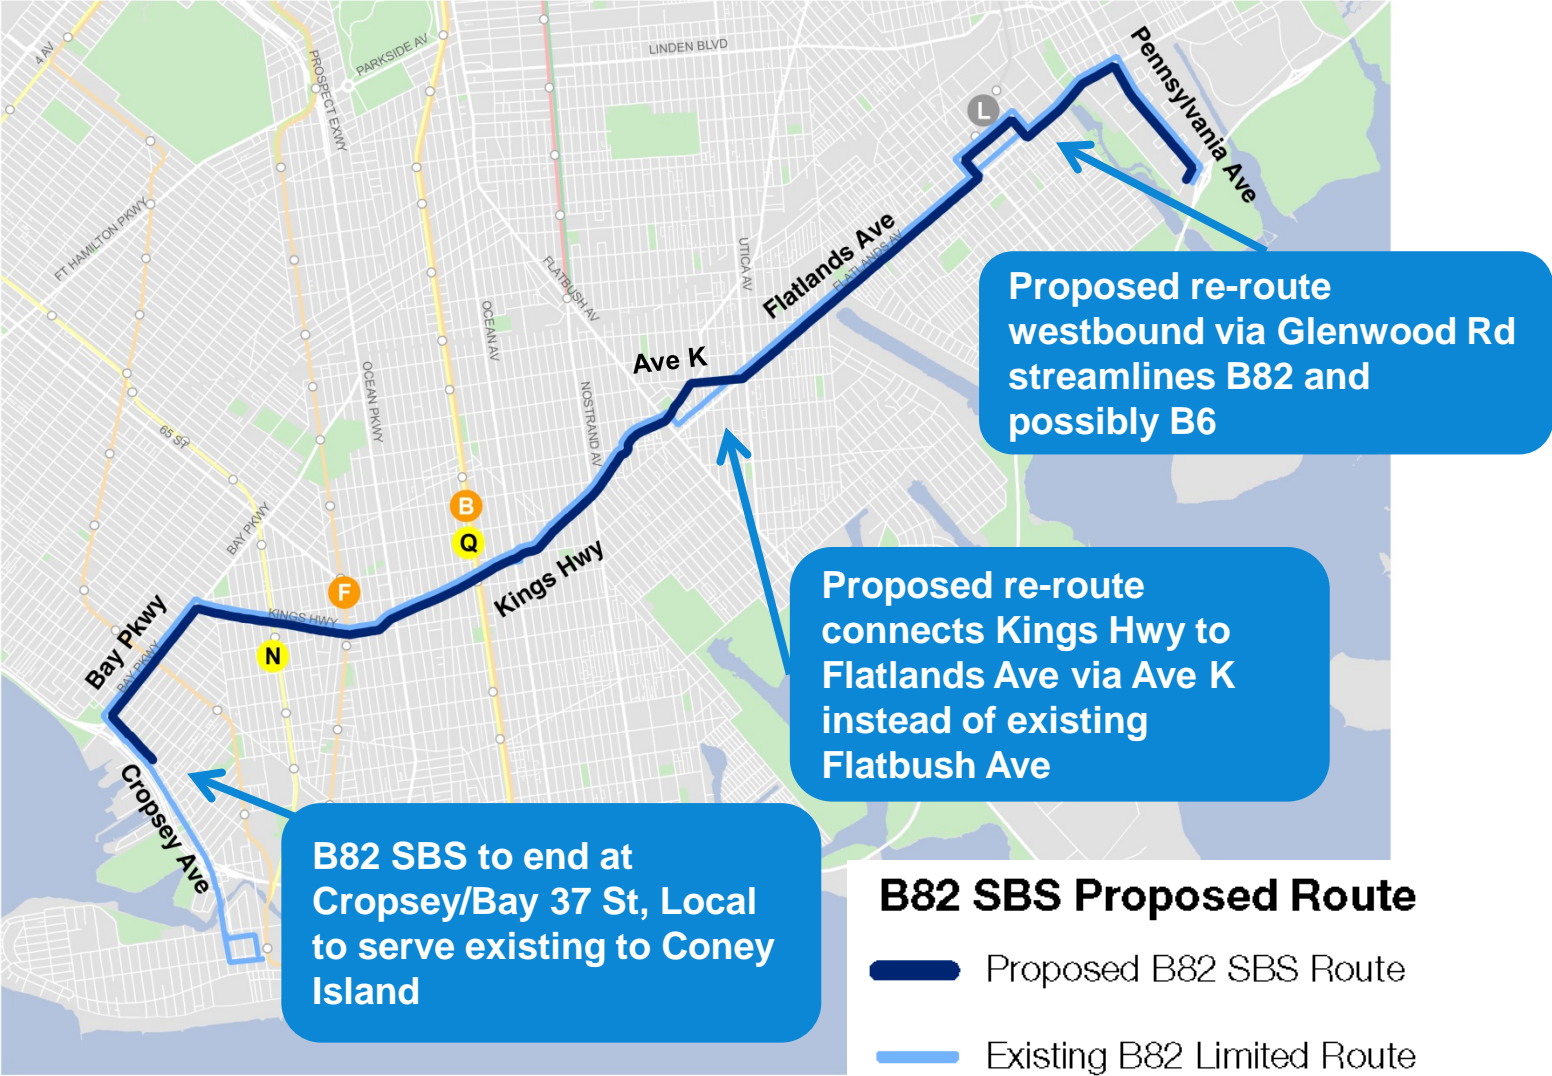 4 AV
PROSPECT EXWY
PARKSIDE AV
LINDEN BLVD
Pennsylvania Ave
L
FT HAMILTON PKWY
FLATBUSH AV
UTICA AV
Flatlands Ave
FLATLANDS AV
OCEAN AV
OCEAN PKWY
Ave K
NOSTRAND AV
65 ST
BAY PKWY
B
Q
F
N
KINGS HWY
Kings Hwy
Bay Pkwy
BAY PKWY
Cropsey Ave
Proposed re-route
westbound via Glenwood Rd
streamlines B82 and
possibly B6
Proposed re-route
connects Kings Hwy to
Flatlands Ave via Ave K
instead of existing
Flatbush Ave
B82 SBS to end at
Cropsey/Bay 37 St, Local
to serve existing to Coney
Island
B82 SBS Proposed Route
Proposed B82 SBS Route
Existing B82 Limited Route